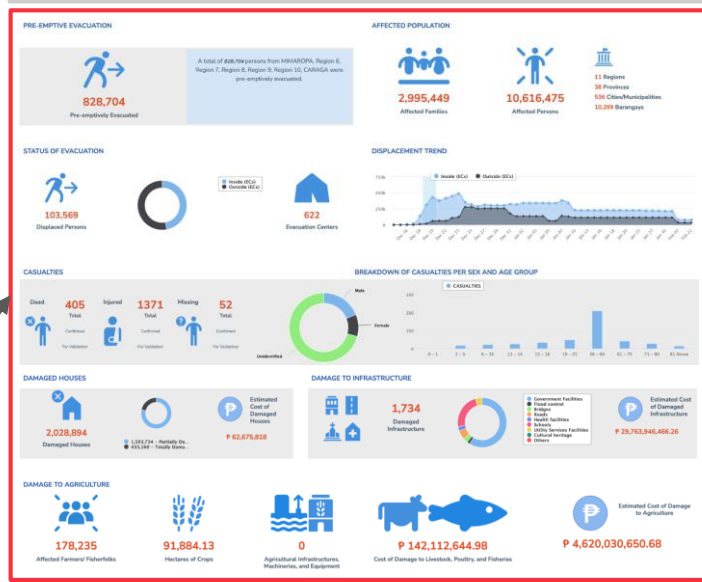 PRE-EMPTIVE EVACUATION
828,704
Pre-emptively Evacuated
A total of 828,704 persons from MIMAROPA, Region 6,
Region 7, Region 8, Region 9, Region 10, CARAGA were
pre-emptively evacuated.
AFFECTED POPULATION
2,995,449
Affected Families
10,616,475
Affected Persons
11 Regions
38 Provinces
536 Cities/Municipalities
10,299 Barangays
STATUS OF EVACUATION
103,569
Displaced Persons
Inside (ECs)
Outside (ECs)
622
Evacuation Centers
DISPLACEMENT TREND
Inside (ECs)
Outside (ECs)
750k
500k
250k
0
CASUALTIES
Dead
405
Total
Confirmed
For Validation
Injured
1371
Total
Confirmed
For Validation
Missing
52
Total
Confirmed
For Validation
Male
Female
Unidentified
BREAKDOWN OF CASUALTIES PER SEX AND AGE GROUP
CASUALTIES
300
200
100
0
DAMAGED HOUSES
2,028,894
Damaged Houses
Estimated
Cost of
Damaged
Houses
₱ 62,675,818
DAMAGE TO INFRASTRUCTURE
1,734
Damaged
Infrastructure
Government Facilities
Flood control
Bridges
Roads
Health Facilities
Schools
Utility Services Facilities
Cultural heritage
Others
Estimated Cost
of Damaged
Infrastructure
₱ 29,763,946,466.26
DAMAGE TO AGRICULTURE
178,235
Affected Farmers/ Fisherfolks
91,884.13
Hectares of Crops
0
Agricultural Infrastructures,
Machineries, and Equipment
₱ 142,112,644.98
Cost of Damage to Livestock, Poultry, and Fisheries
Estimated Cost of Damage
to Agriculture
₱ 4,620,030,650.68